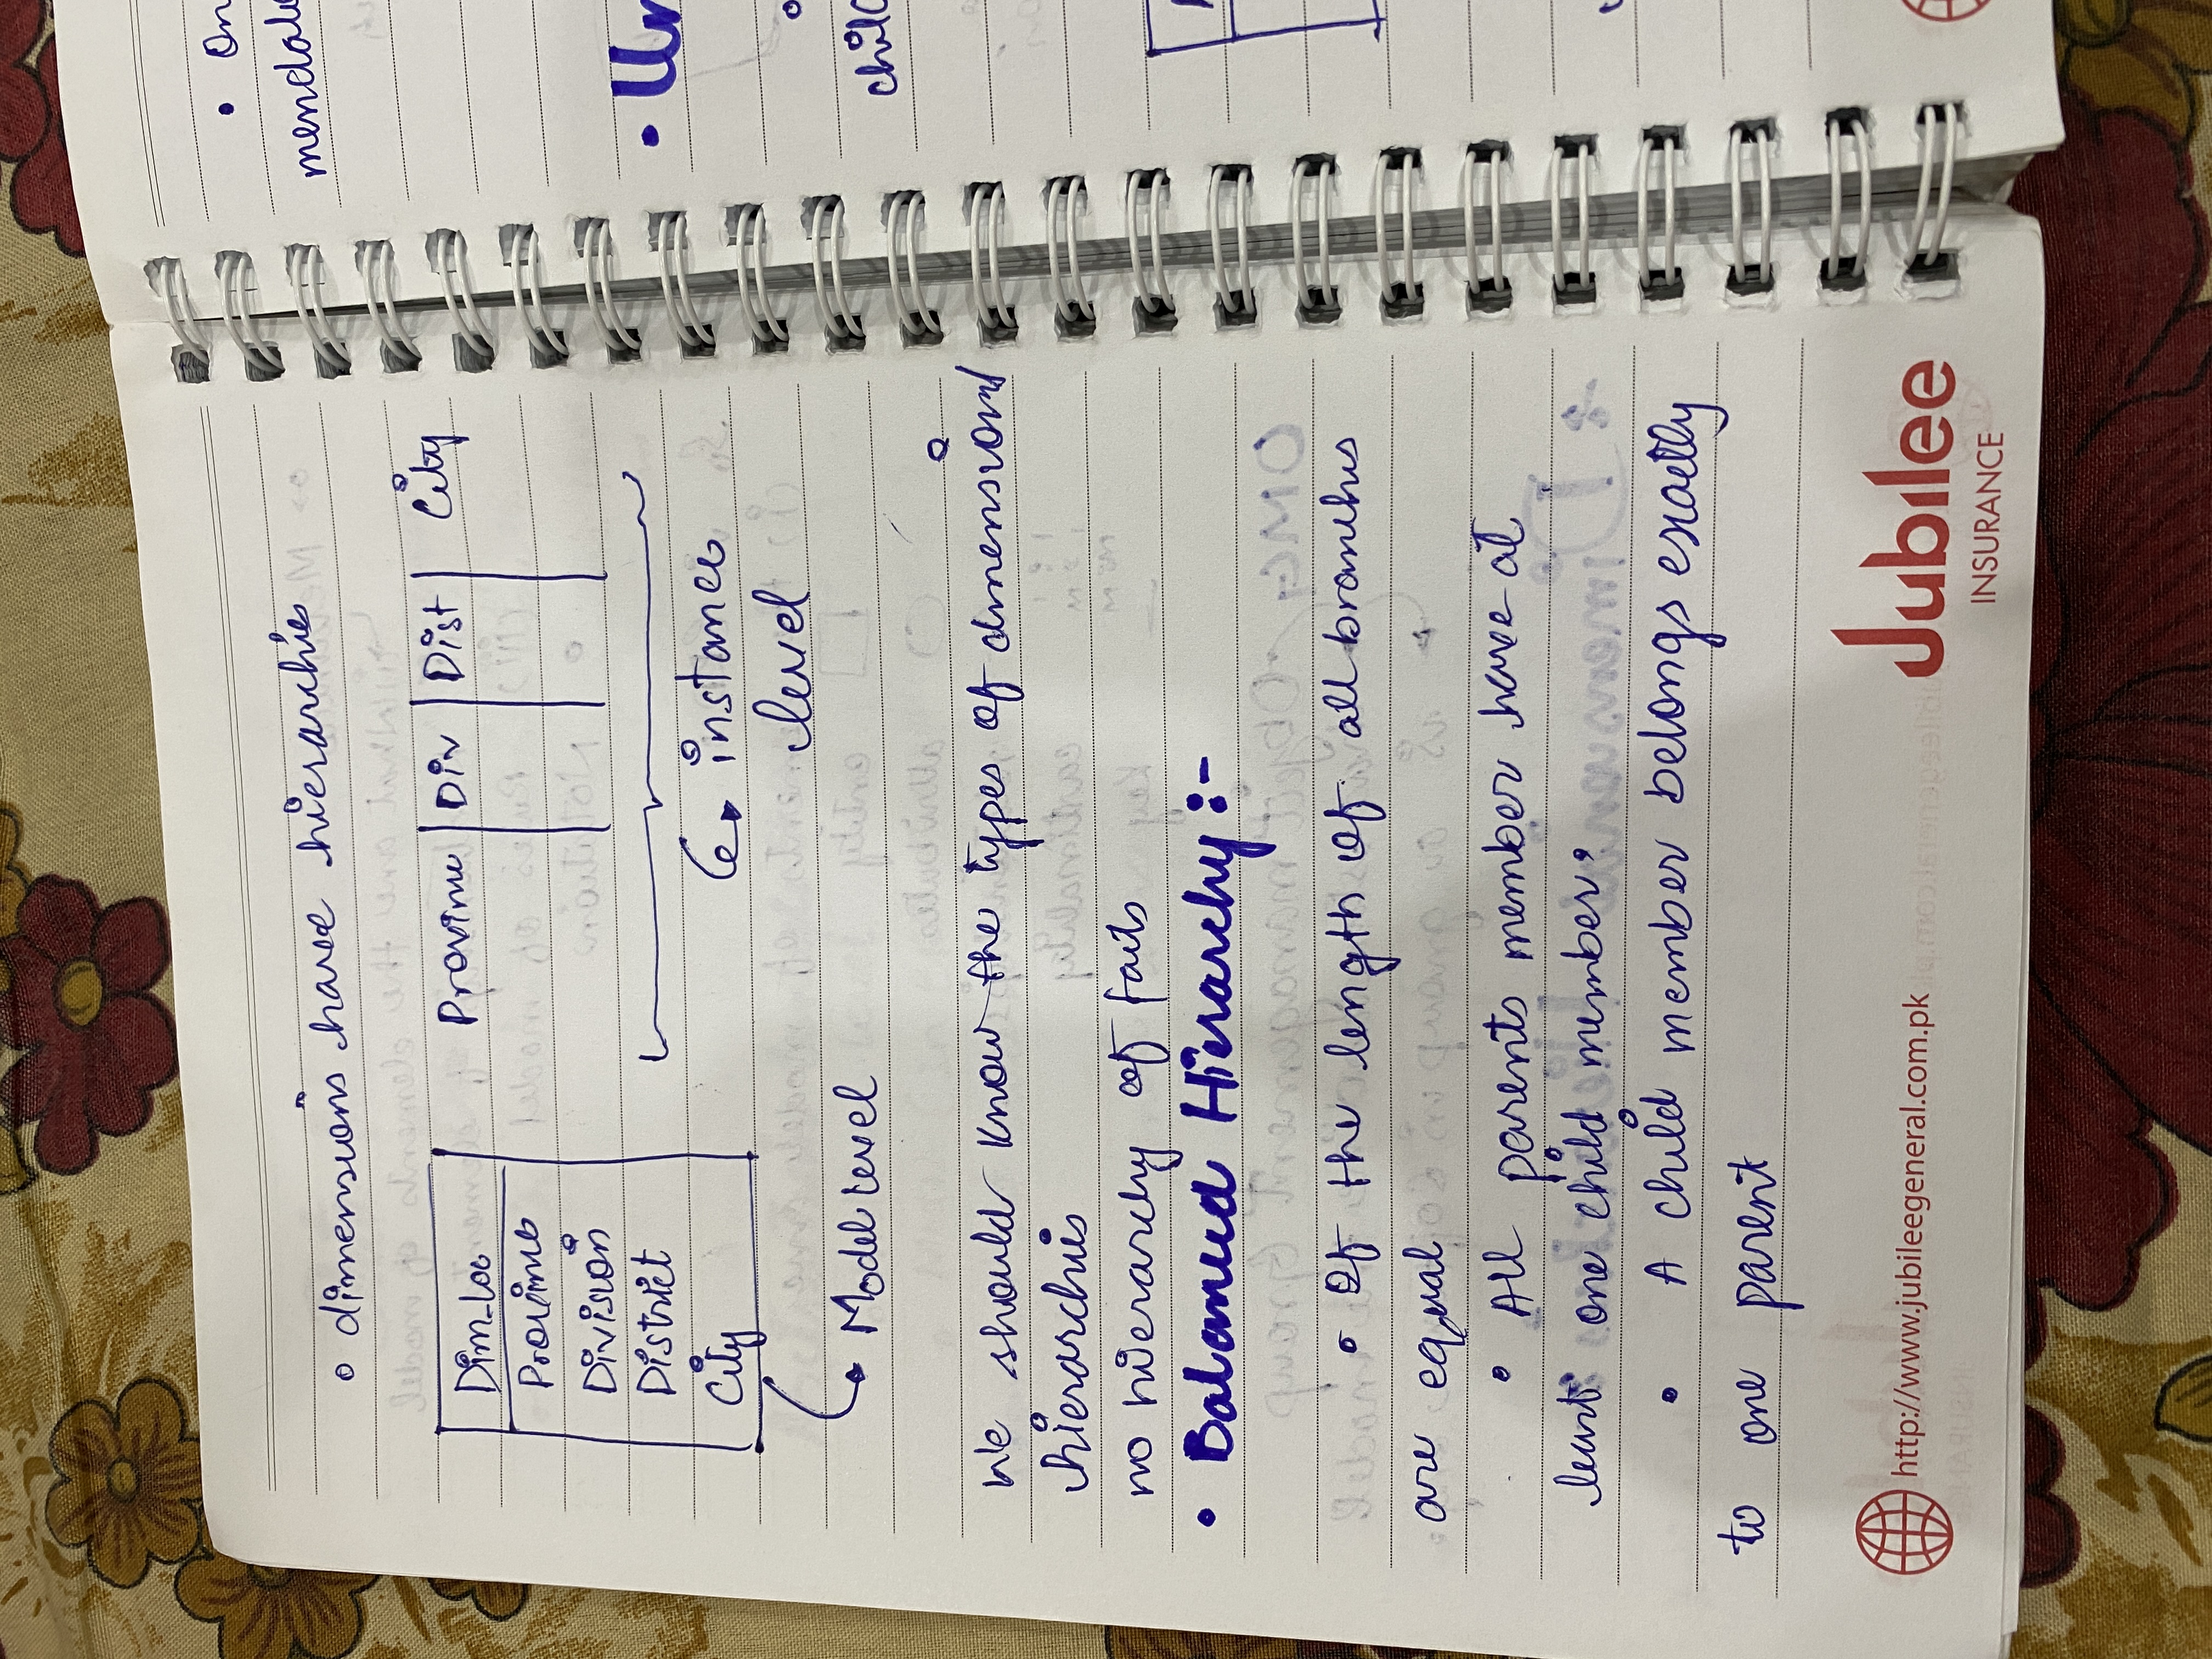 • dimensions have hierarchies
Dim_loc
Province
Division
District
City
Province | Div | Dist | City
instance
level
Model level
We should know the types of dimensional
hierarchies
no hierarchy of facts
• Balanced Hierarchy :-
• If the length of all branches
are equal
• All parents member have at
least one child member.
• A child member belongs exactly
to one parent
http://www.jubileegeneral.com.pk
Jubilee
INSURANCE
• On
• Un